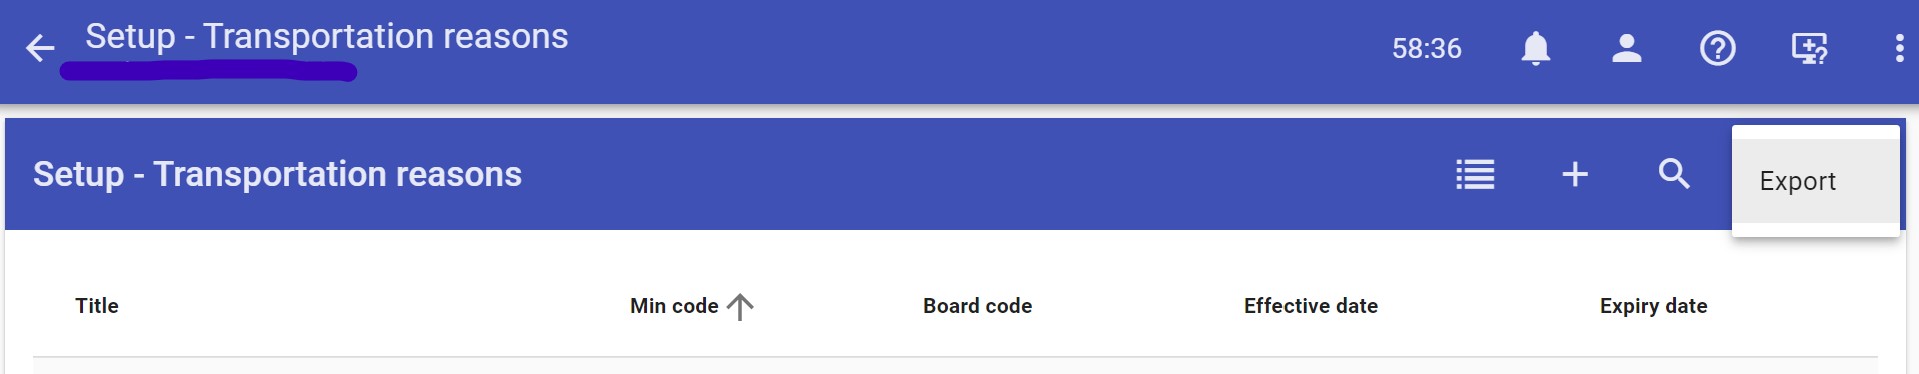 Setup - Transportation reasons
58:36
Setup - Transportation reasons
Export
Title Min code Board code Effective date Expiry date